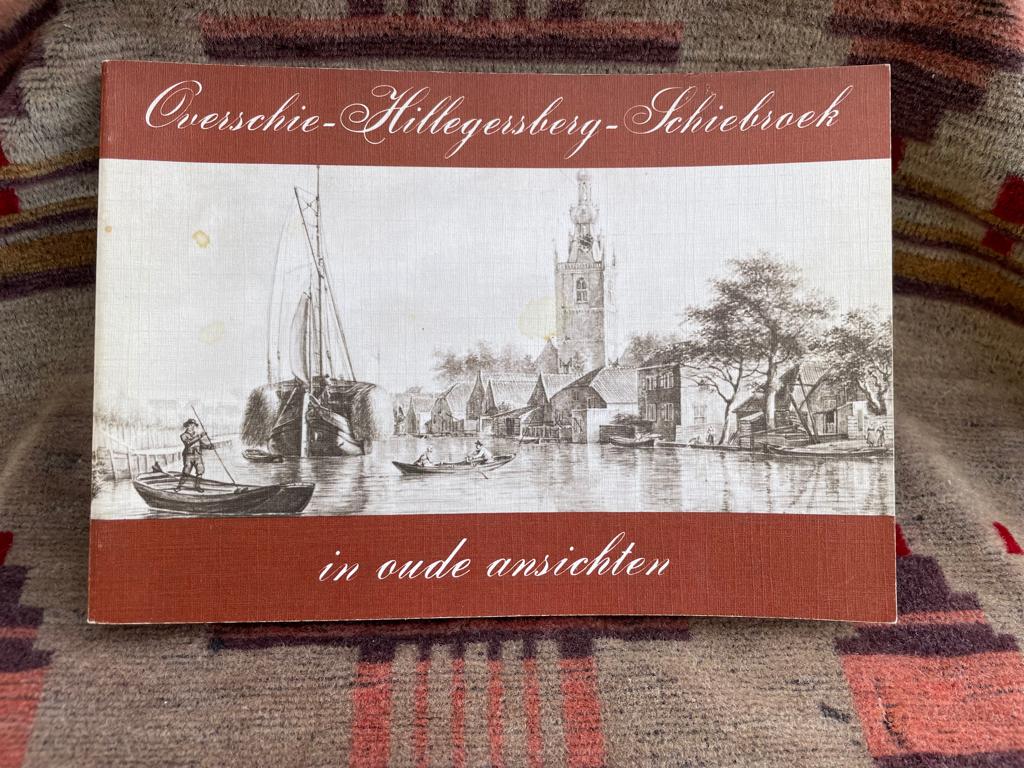 Overschie-Hillegersberg-Schiebroek
in oude ansichten